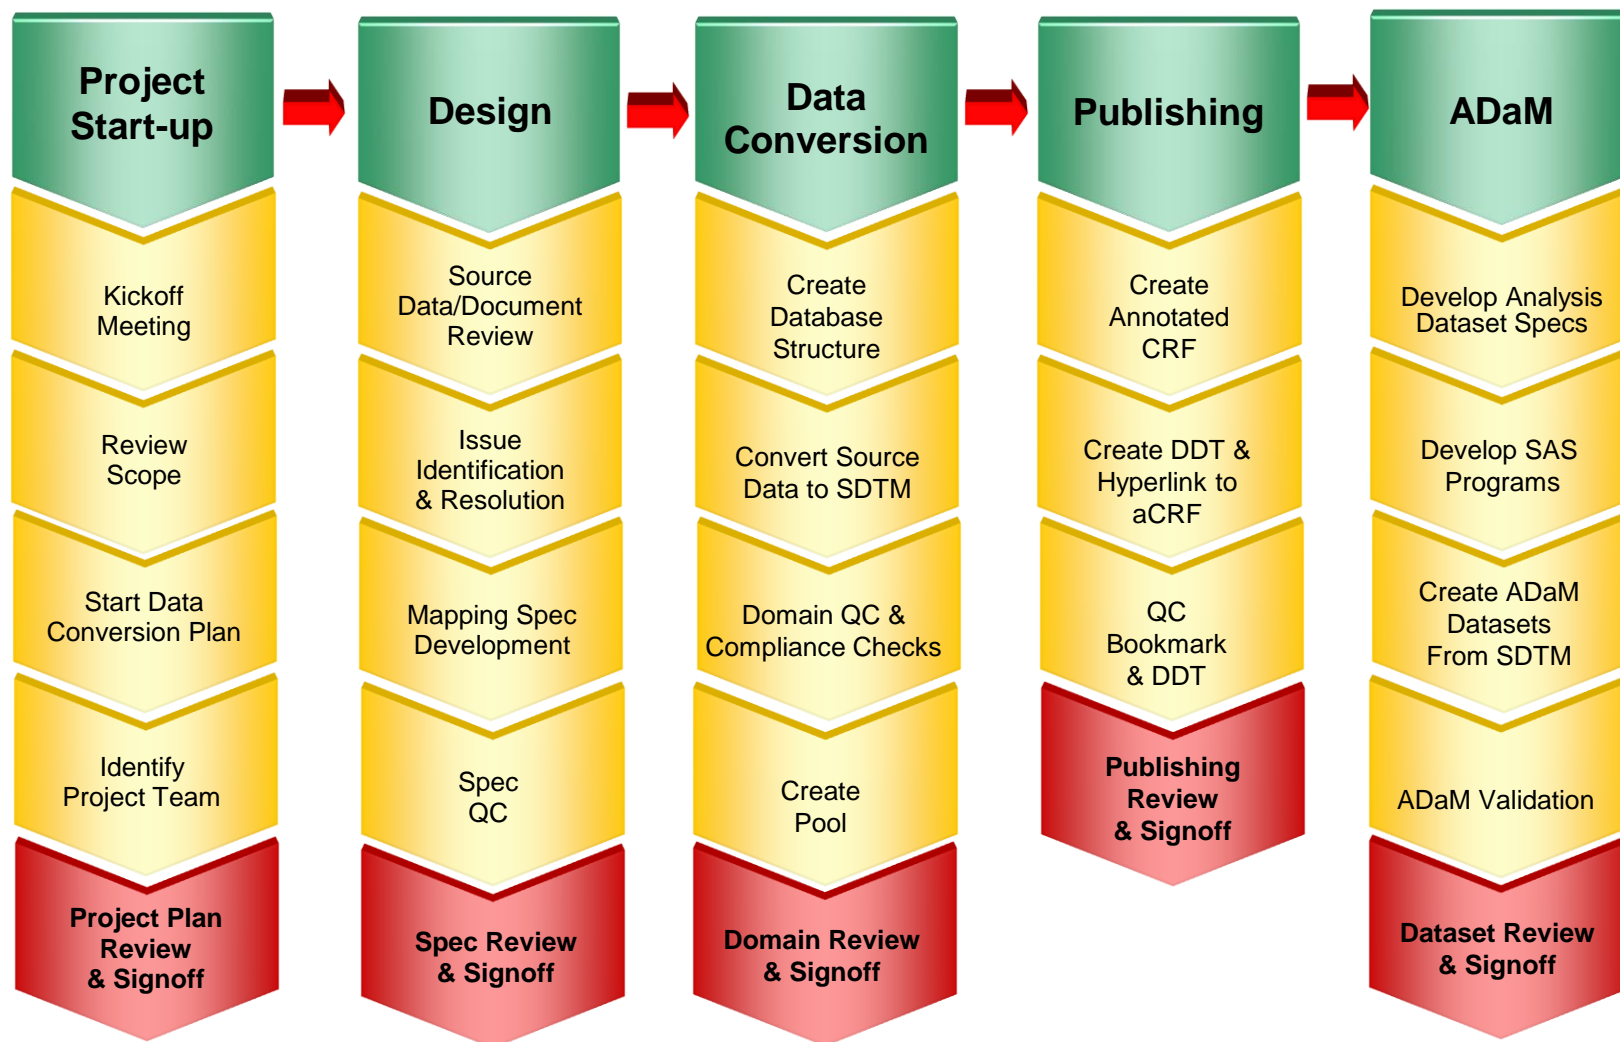 Project
Start-up
Kickoff
Meeting
Review
Scope
Start Data
Conversion Plan
Identify
Project Team
Project Plan
Review
& Signoff
Design
Source
Data/Document
Review
Issue
Identification
& Resolution
Mapping Spec
Development
Spec
QC
Spec Review
& Signoff
Data
Conversion
Create
Database
Structure
Convert Source
Data to SDTM
Domain QC &
Compliance Checks
Create
Pool
Domain Review
& Signoff
Publishing
Create
Annotated
CRF
Create DDT &
Hyperlink to
aCRF
QC
Bookmark
& DDT
Publishing
Review
& Signoff
ADaM
Develop Analysis
Dataset Specs
Develop SAS
Programs
Create ADaM
Datasets
From SDTM
ADaM Validation
Dataset Review
& Signoff